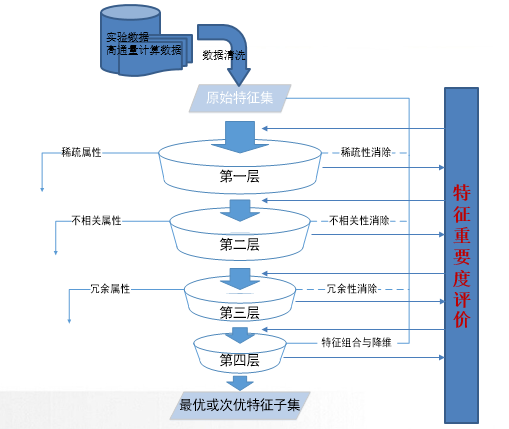 实验数据
高通量计算数据
数据清洗
原始特征集
稀疏属性
稀疏性消除
第一层
不相关属性
不相关性消除
第二层
冗余属性
冗余性消除
第三层
特征组合与降维
第四层
最优或次优特征子集
特征重要度评价